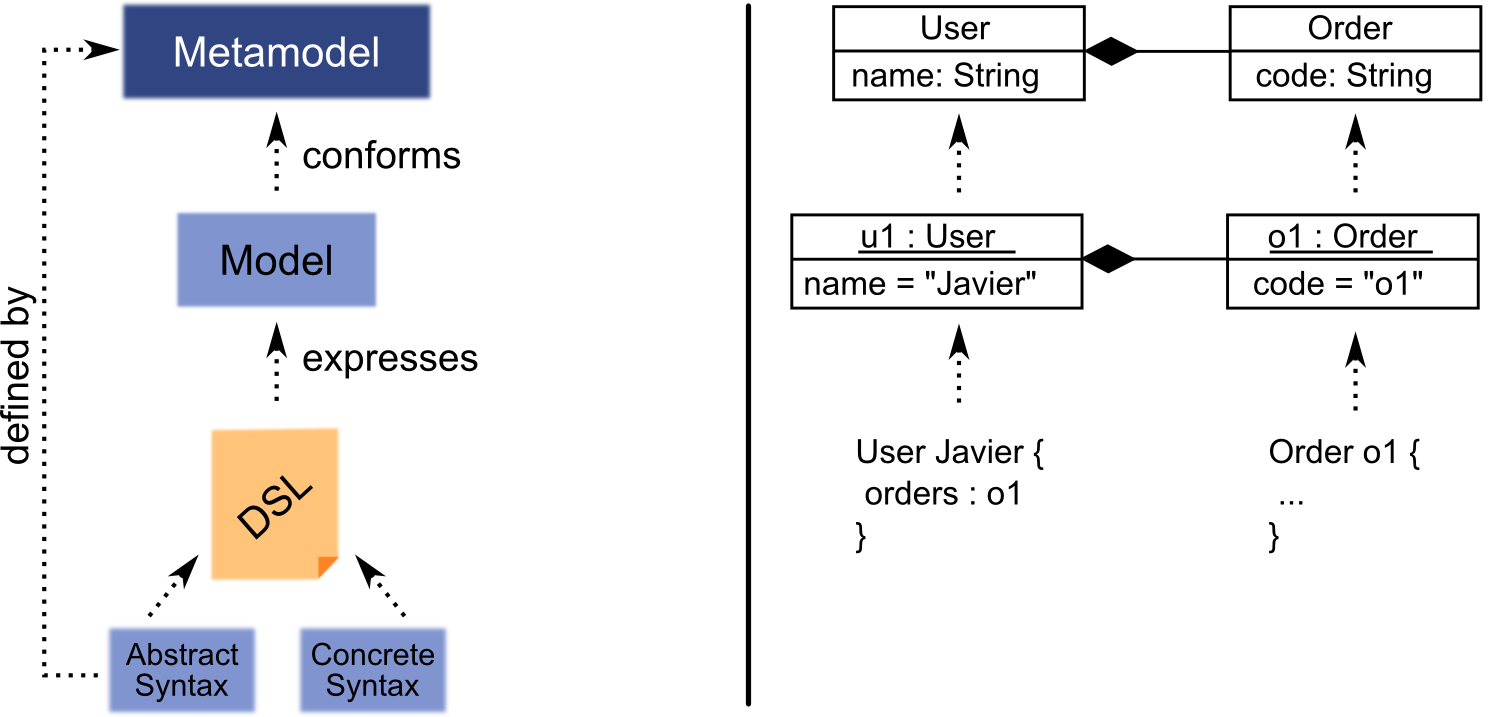 Metamodel
conforms
Model
expresses
defined by
DSL
Abstract
Syntax
Concrete
Syntax
User
name: String
Order
code: String
u1 : User
name = "Javier"
o1 : Order
code = "o1"
User Javier {
orders : o1
}
Order o1 {
...
}